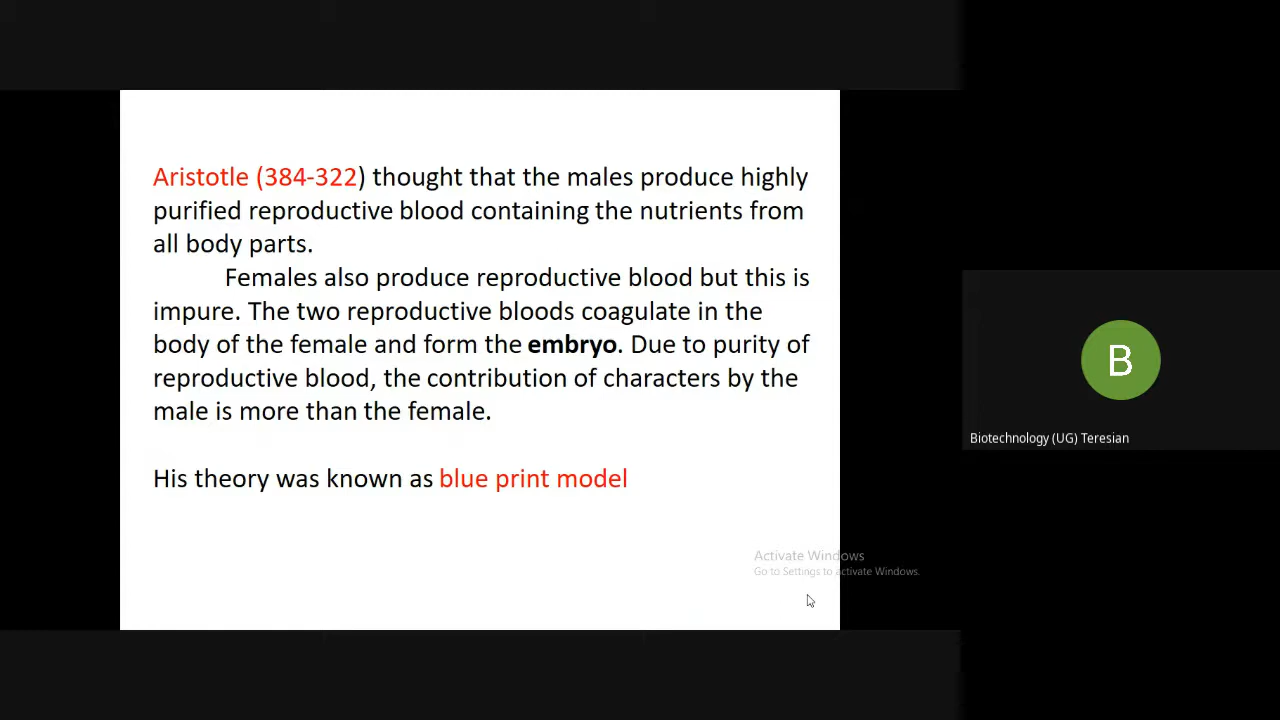 Aristotle (384-322) thought that the males produce highly
purified reproductive blood containing the nutrients from
all body parts.
Females also produce reproductive blood but this is
impure. The two reproductive bloods coagulate in the
body of the female and form the embryo. Due to purity of
reproductive blood, the contribution of characters by the
male is more than the female.
His theory was known as blue print model
Activate Windows
Go to Settings to activate Windows.
B
Biotechnology (UG) Teresian